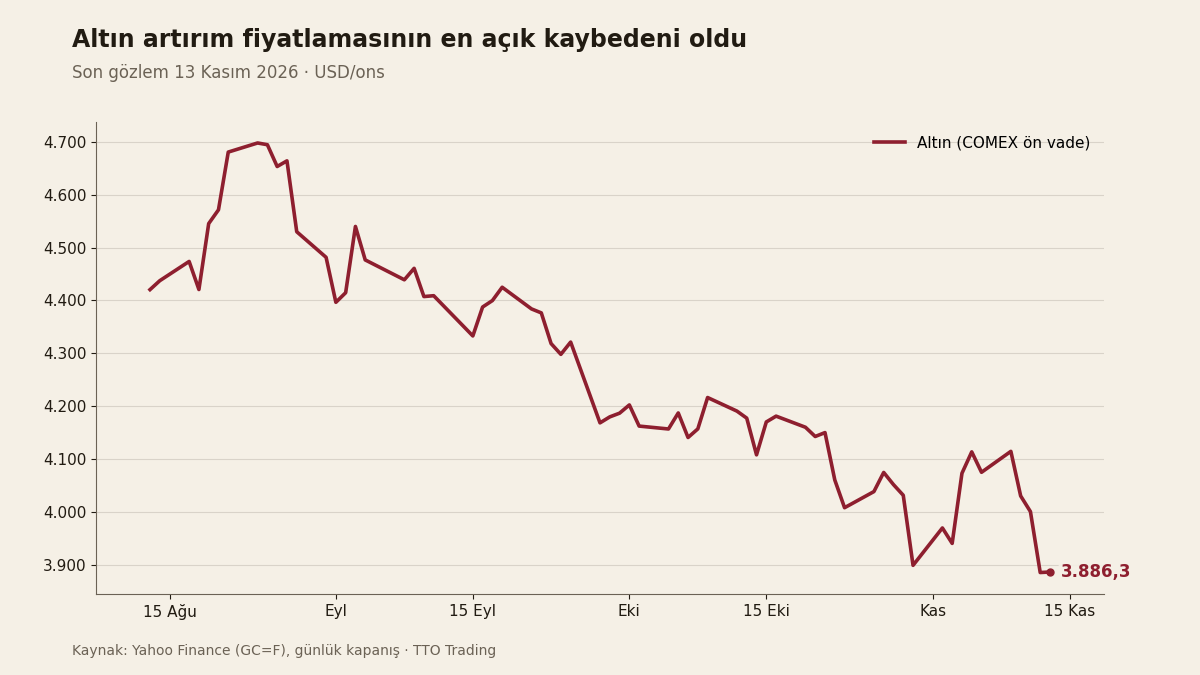 Altın artırım fiyatlamasının en açık kaybedeni oldu
Son gözlem 13 Kasım 2026 · USD/ons
Altın (COMEX ön vade)
4.700
4.600
4.500
4.400
4.300
4.200
4.100
4.000
3.900
3.886,3
15 Ağu
Eyl
15 Eyl
Eki
15 Eki
Kas
15 Kas
Kaynak: Yahoo Finance (GC=F), günlük kapanış · TTO Trading